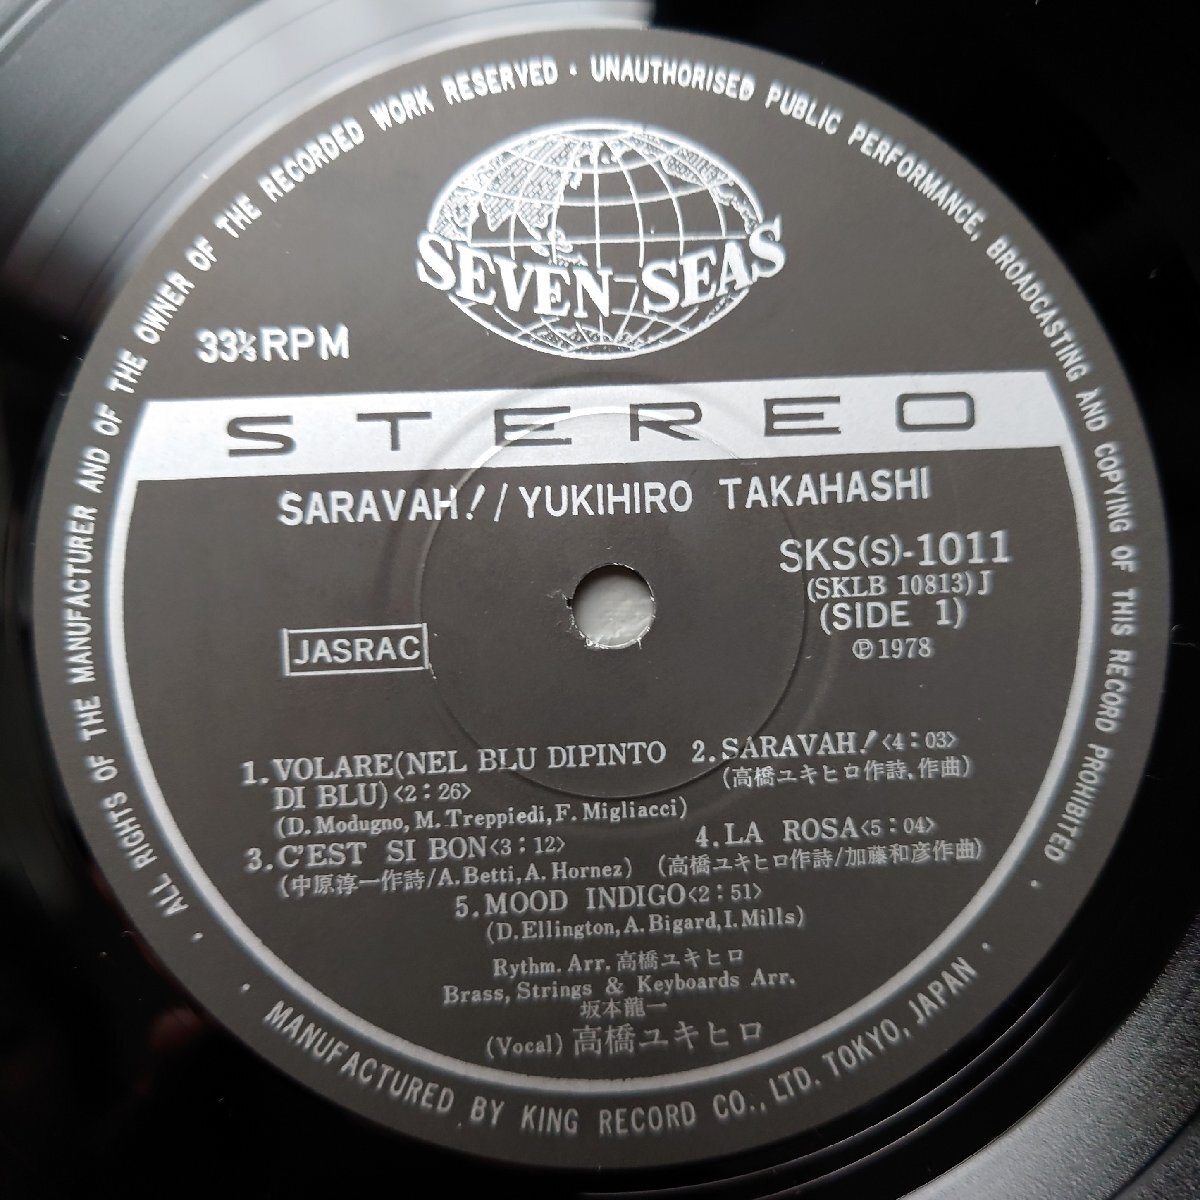 ALL RIGHTS OF THE MANUFACTURER AND OF THE OWNER OF THE RECORDED WORK RESERVED · UNAUTHORISED PUBLIC PERFORMANCE, BROADCASTING AND COPYING OF THIS RECORD PROHIBITED ·
SEVEN SEAS
33⅓RPM
STEREO
SARAVAH!/YUKIHIRO TAKAHASHI
SKS(S)-1011
(SKLB 10813)J
(SIDE 1)
℗1978
JASRAC
1.VOLARE(NEL BLU DIPINTO
DI BLU)<2:26>
(D. Modugno, M. Treppiedi, F. Migliacci)
2.SARAVAH!<4:03>
(高橋ユキヒロ作詩、作曲)
3.C'EST SI BON<3:12>
(中原淳一作詩/A. Betti, A. Hornez)
4.LA ROSA<5:04>
(高橋ユキヒロ作詩/加藤和彦作曲)
5.MOOD INDIGO<2:51>
(D. Ellington, A. Bigard, I. Mills)
Rythm. Arr. 高橋ユキヒロ
Brass, Strings & Keyboards Arr.
坂本龍一
(Vocal) 高橋ユキヒロ
· MANUFACTURED BY KING RECORD CO., LTD. TOKYO, JAPAN ·